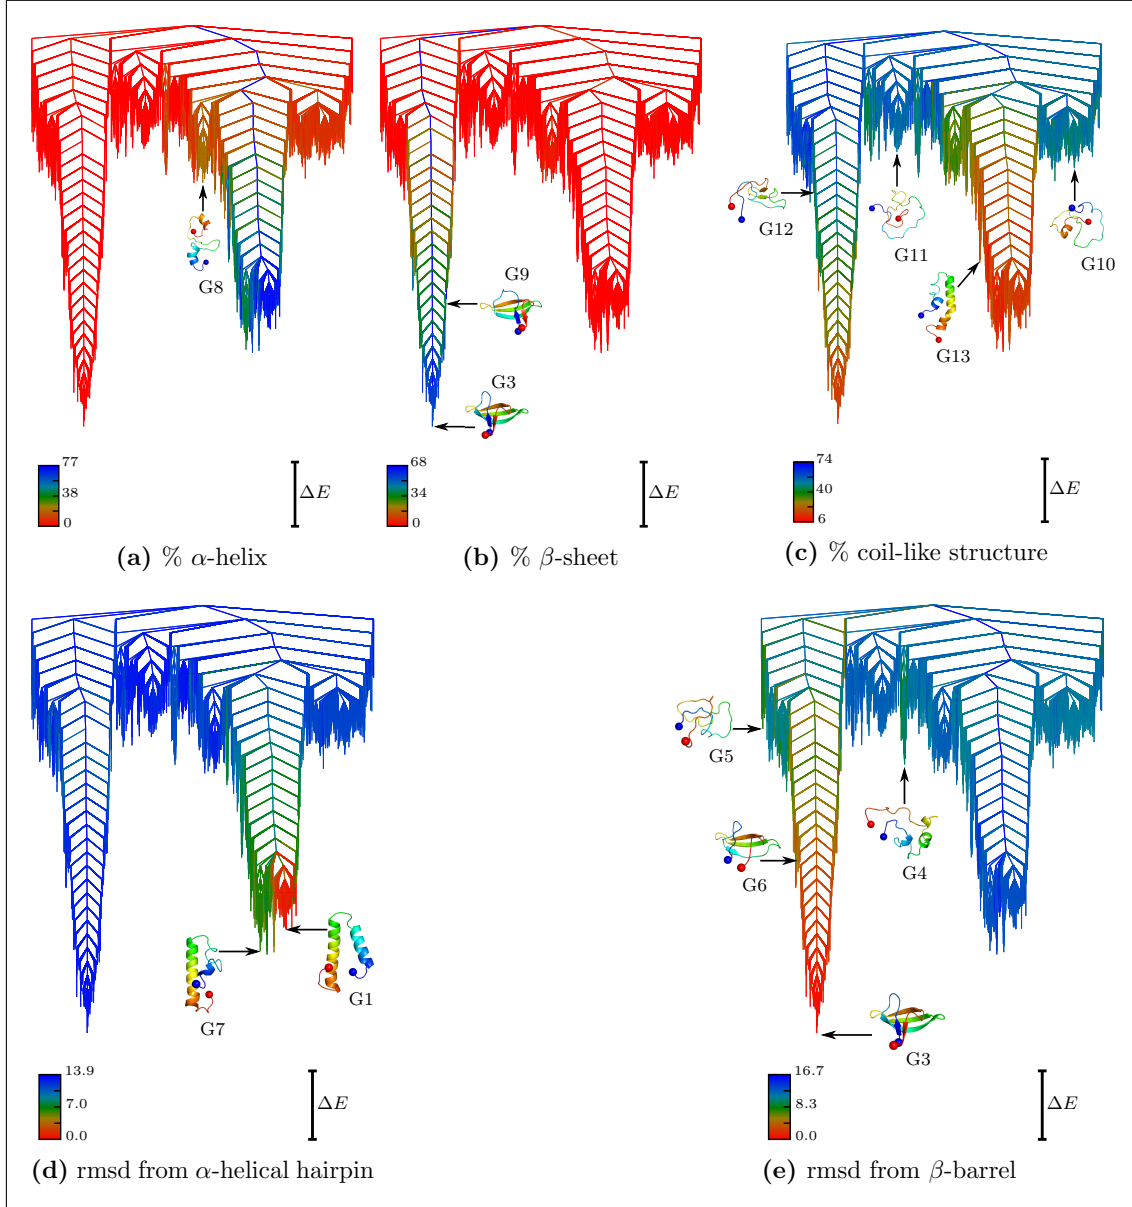 G8
G9
G3
G12
G11
G10
G13
77
38
0
ΔE
68
34
0
ΔE
74
40
6
ΔE
(a) % α-helix
(b) % β-sheet
(c) % coil-like structure
G5
G6
G4
G7
G1
G3
13.9
7.0
0.0
ΔE
16.7
8.3
0.0
ΔE
(d) rmsd from α-helical hairpin
(e) rmsd from β-barrel